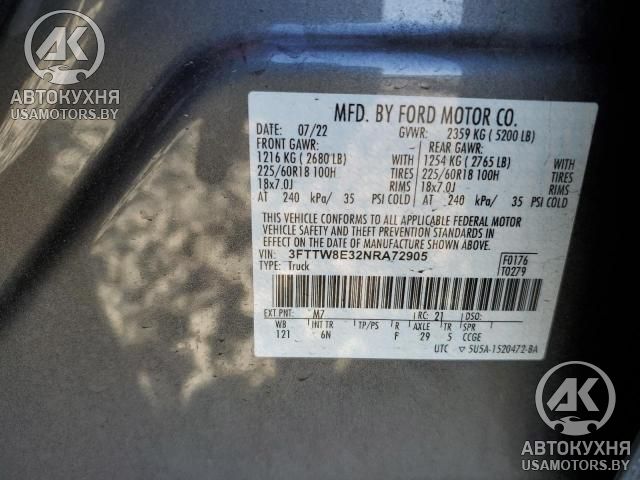 AK
АВТОКУХНЯ
USAMOTORS.BY
MFD. BY FORD MOTOR CO.
DATE: 07/22 GVWR: 2359 KG ( 5200 LB)
FRONT GAWR: REAR GAWR:
1216 KG ( 2680 LB) WITH 1254 KG ( 2765 LB) WITH
225/60R18 100H TIRES 225/60R18 100H TIRES
18x7.0J RIMS 18x7.0J RIMS
AT 240 kPa/ 35 PSI COLD AT 240 kPa/ 35 PSI COLD
THIS VEHICLE CONFORMS TO ALL APPLICABLE FEDERAL MOTOR
VEHICLE SAFETY AND THEFT PREVENTION STANDARDS IN
EFFECT ON THE DATE OF MANUFACTURE SHOWN ABOVE.
VIN: 3FTTW8E32NRA72905 F0176
TYPE: Truck T0279
EXT PNT: M7 RC: 21 DSO:
WB INT TR TP/PS R AXLE TR SPR
121 6N F 29 5 CCGE
UTC ▽ 5U5A-1520472-BA
AK
АВТОКУХНЯ
USAMOTORS.BY